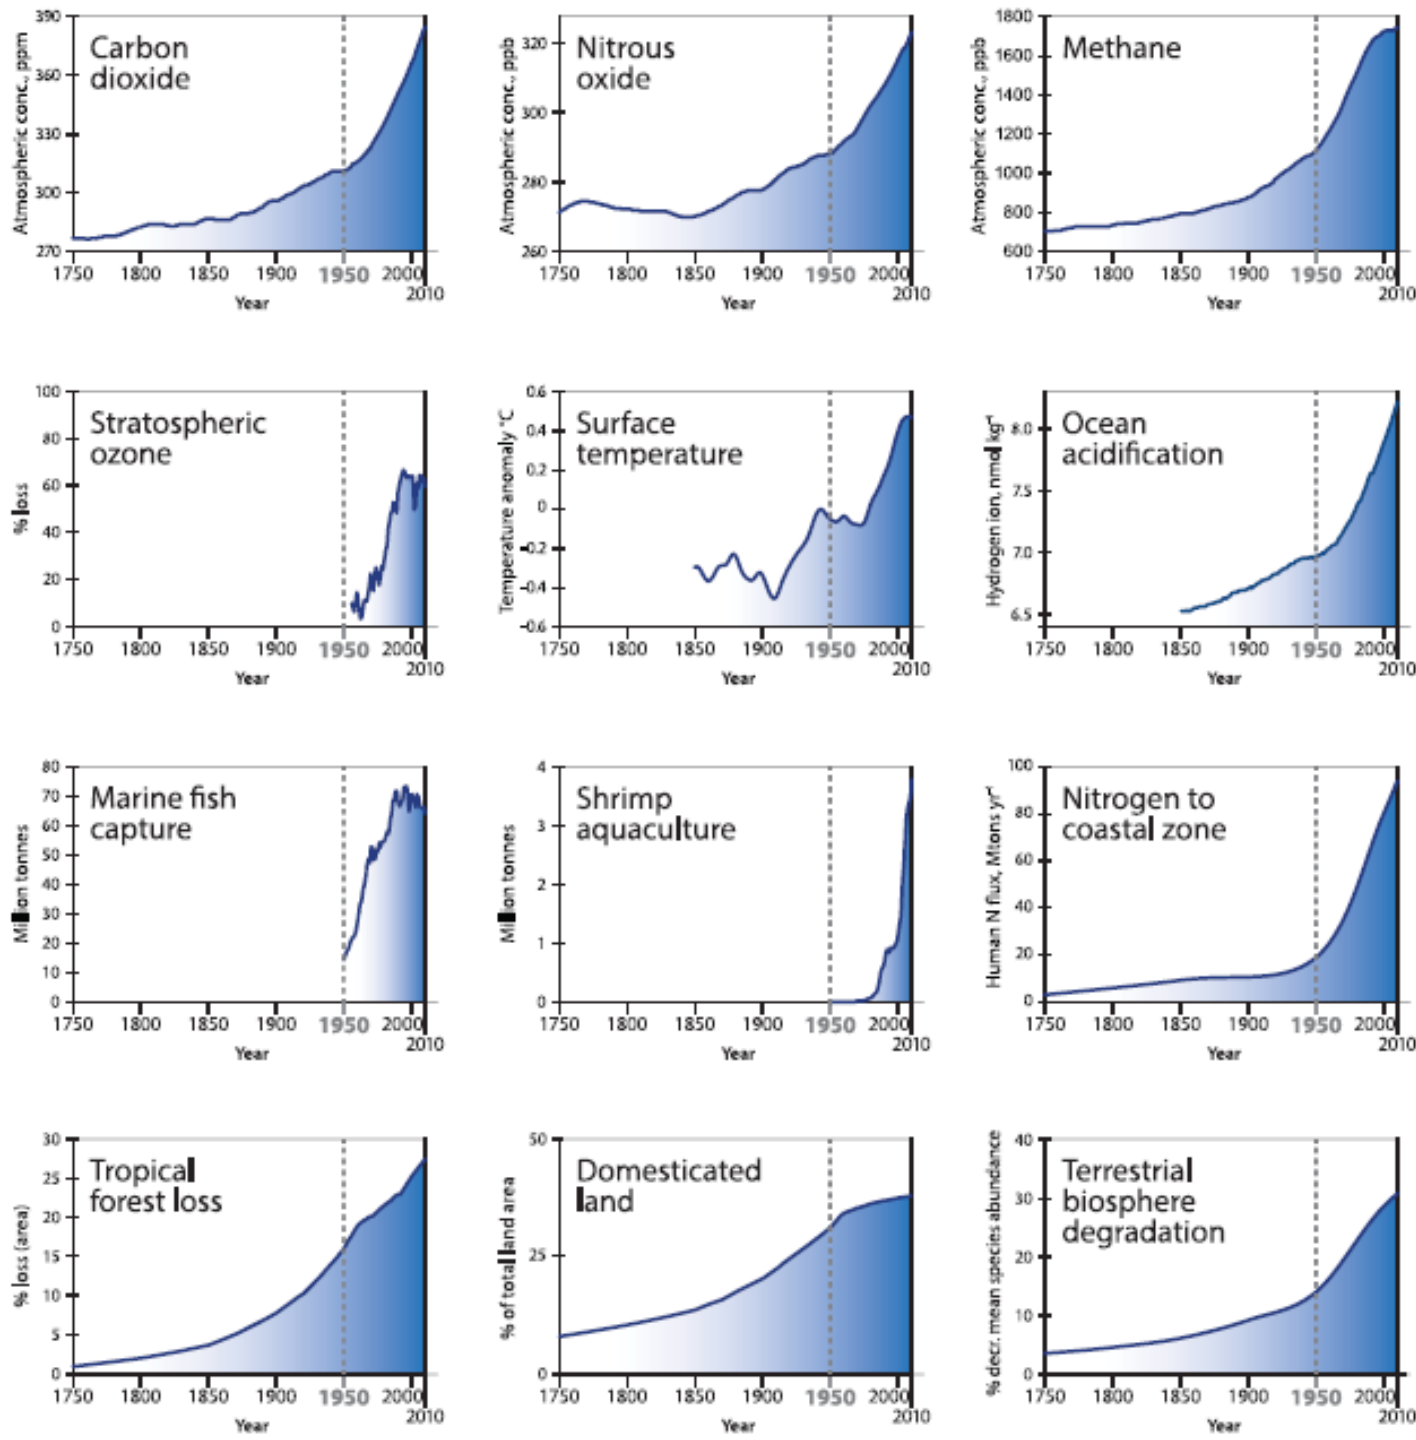 390
360
330
300
270
Atmospheric conc., ppm
Carbon
dioxide
1750 1800 1850 1900 1950 2000
2010
Year
320
300
280
260
Atmospheric conc., ppb
Nitrous
oxide
1750 1800 1850 1900 1950 2000
2010
Year
1800
1600
1400
1200
1000
800
600
Atmospheric conc., ppb
Methane
1750 1800 1850 1900 1950 2000
2010
Year
100
80
60
40
20
0
% loss
Stratospheric
ozone
1750 1800 1850 1900 1950 2000
2010
Year
0.6
0.4
0.2
0
-0.2
-0.4
-0.6
Temperature anomaly °C
Surface
temperature
1750 1800 1850 1900 1950 2000
2010
Year
8.0
7.5
7.0
6.5
Hydrogen ion, nmol kg⁻¹
Ocean
acidification
1750 1800 1850 1900 1950 2000
2010
Year
80
70
60
50
40
30
20
10
0
Million tonnes
Marine fish
capture
1750 1800 1850 1900 1950 2000
2010
Year
4
3
2
1
0
Million tonnes
Shrimp
aquaculture
1750 1800 1850 1900 1950 2000
2010
Year
100
80
60
40
20
0
Human N flux, Mtons yr⁻¹
Nitrogen to
coastal zone
1750 1800 1850 1900 1950 2000
2010
Year
30
25
20
15
10
5
0
% loss (area)
Tropical
forest loss
1750 1800 1850 1900 1950 2000
2010
Year
50
25
0
% of total land area
Domesticated
land
1750 1800 1850 1900 1950 2000
2010
Year
40
30
20
10
0
% decr. mean species abundance
Terrestrial
biosphere
degradation
1750 1800 1850 1900 1950 2000
2010
Year